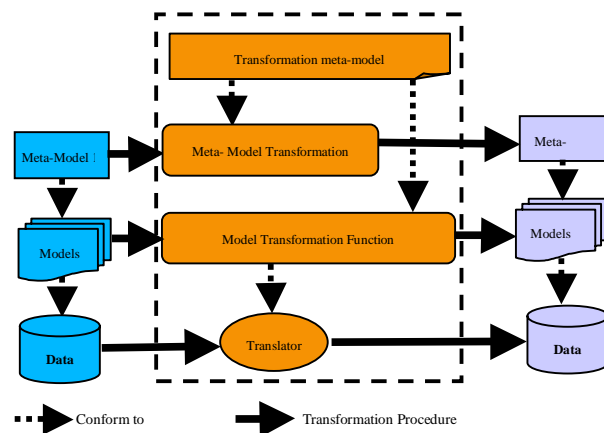 Transformation meta-model
Meta-Model
Meta- Model Transformation
Meta-
Models
Model Transformation Function
Models
Data
Translator
Data
Conform to
Transformation Procedure